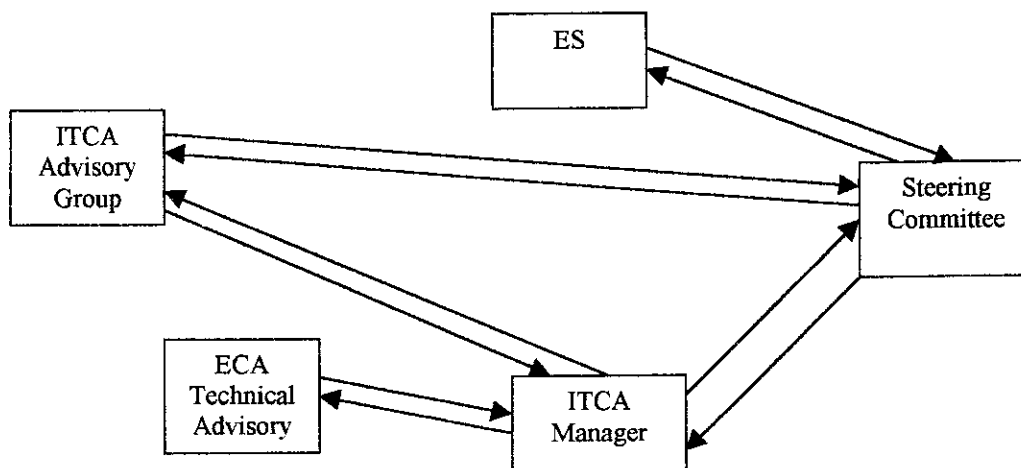 ES
ITCA
Advisory
Group
Steering
Committee
ECA
Technical
Advisory
ITCA
Manager